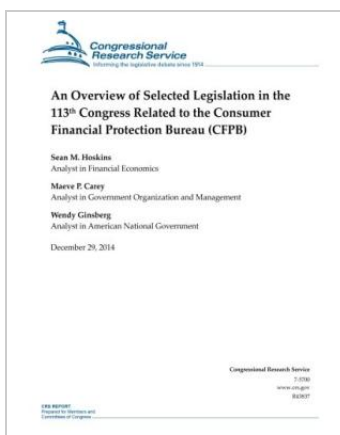 Congressional
Research Service
Informing the legislative debate since 1914
An Overview of Selected Legislation in the
113th Congress Related to the Consumer
Financial Protection Bureau (CFPB)
Sean M. Hoskins
Analyst in Financial Economics
Maeve P. Carey
Analyst in Government Organization and Management
Wendy Ginsberg
Analyst in American National Government
December 29, 2014
Congressional Research Service
7-5700
www.crs.gov
CRS REPORT
Prepared for Members and
Committees of Congress